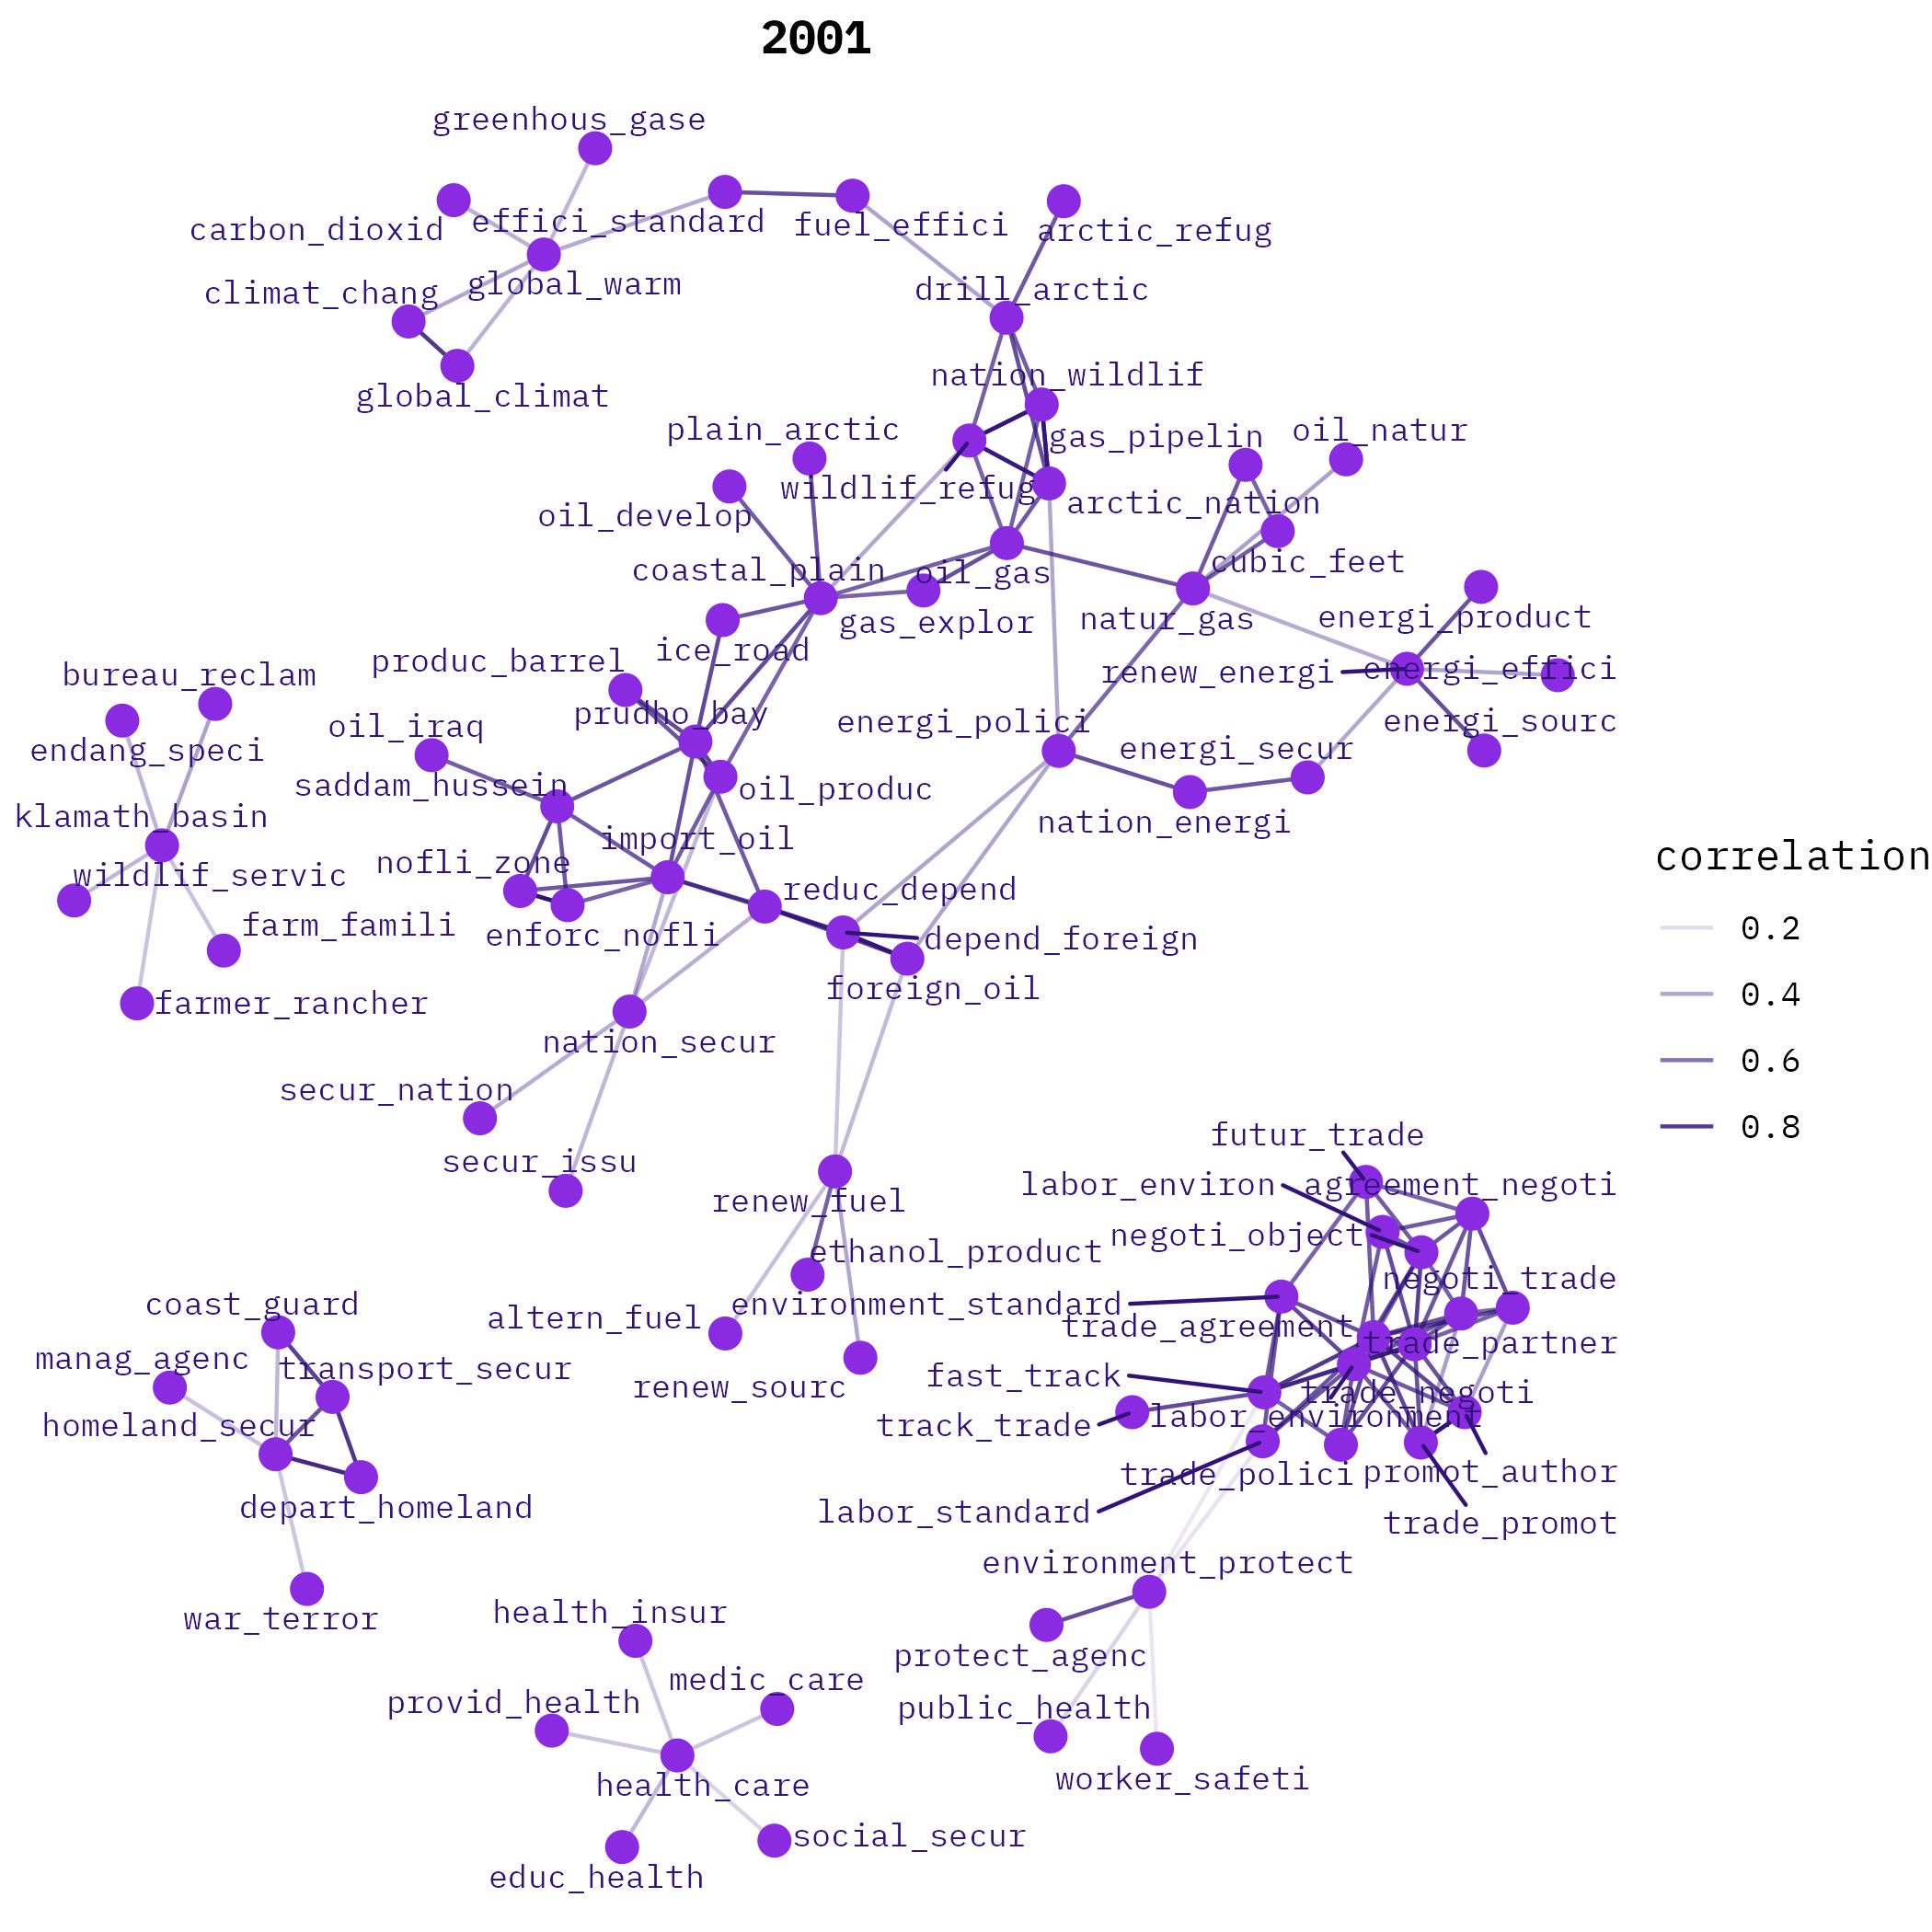 2001
greenhous_gase
carbon_dioxid
effici_standard
fuel_effici
arctic_refug
climat_chang
global_warm
drill_arctic
global_climat
nation_wildlif
plain_arctic
gas_pipelin
oil_natur
wildlif_refug
arctic_nation
oil_develop
coastal_plain
oil_gas
cubic_feet
gas_explor
natur_gas
energi_product
ice_road
produc_barrel
renew_energi
energi_effici
bureau_reclam
prudho_bay
oil_iraq
energi_polici
energi_sourc
endang_speci
energi_secur
saddam_hussein
oil_produc
klamath_basin
nation_energi
import_oil
nofli_zone
wildlif_servic
reduc_depend
correlation
farm_famili
enforc_nofli
depend_foreign
0.2
foreign_oil
0.4
farmer_rancher
nation_secur
0.6
secur_nation
0.8
futur_trade
secur_issu
labor_environ
agreement_negoti
renew_fuel
negoti_object
ethanol_product
negoti_trade
coast_guard
environment_standard
altern_fuel
trade_agreement
trade_partner
manag_agenc
transport_secur
fast_track
renew_sourc
trade_negoti
homeland_secur
track_trade
labor_environment
trade_polici
promot_author
depart_homeland
labor_standard
trade_promot
environment_protect
war_terror
health_insur
protect_agenc
medic_care
provid_health
public_health
worker_safeti
health_care
social_secur
educ_health